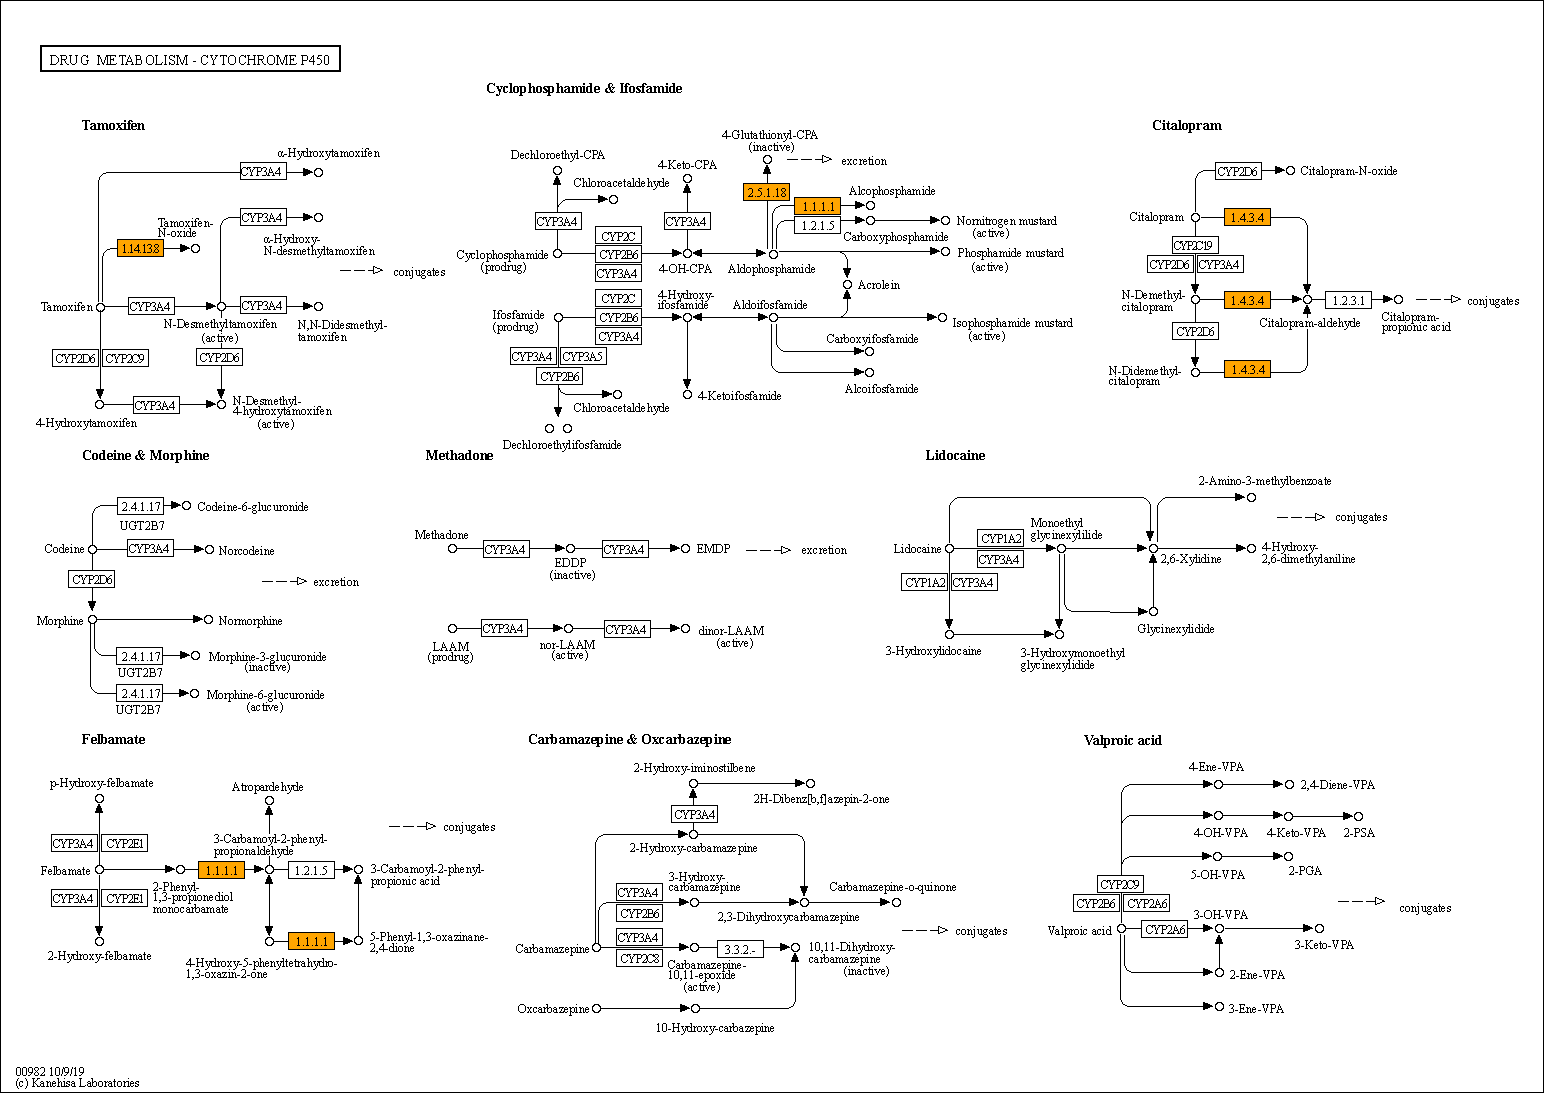 DRUG METABOLISM - CYTOCHROME P450
Cyclophosphamide & Ifosfamide
Tamoxifen
α-Hydroxytamoxifen
CYP3A4
Tamoxifen-
N-oxide
1.14.13.8
CYP3A4
α-Hydroxy-
N-desmethyltamoxifen
conjugates
Tamoxifen
CYP3A4
CYP3A4
N-Desmethyltamoxifen
(active)
N,N-Didesmethyl-
tamoxifen
CYP2D6
CYP2C9
CYP2D6
CYP3A4
N-Desmethyl-
4-hydroxytamoxifen
(active)
4-Hydroxytamoxifen
Dechloroethyl-CPA
Chloroacetaldehyde
4-Keto-CPA
4-Glutathionyl-CPA
(inactive)
excretion
2.5.1.18
1.1.1.1
Alcophosphamide
1.2.1.5
Nornitrogen mustard
(active)
Carboxyphosphamide
CYP3A4
CYP3A4
CYP2C
CYP2B6
CYP3A4
Cyclophosphamide
(prodrug)
4-OH-CPA
Aldophosphamide
Phosphamide mustard
(active)
Acrolein
CYP2C
CYP2B6
CYP3A4
4-Hydroxy-
ifosfamide
Aldoifosfamide
Ifosfamide
(prodrug)
Isophosphamide mustard
(active)
CYP3A4
CYP3A5
CYP2B6
Carboxyifosfamide
Alcoifosfamide
4-Ketoifosfamide
Chloroacetaldehyde
Dechloroethylifosfamide
Citalopram
CYP2D6
Citalopram-N-oxide
Citalopram
1.4.3.4
CYP2C19
CYP2D6
CYP3A4
N-Demethyl-
citalopram
1.4.3.4
1.2.3.1
conjugates
Citalopram-aldehyde
Citalopram-
propionic acid
CYP2D6
N-Didemethyl-
citalopram
1.4.3.4
Codeine & Morphine
2.4.1.17
Codeine-6-glucuronide
UGT2B7
Codeine
CYP3A4
Norcodeine
CYP2D6
excretion
Morphine
Normorphine
2.4.1.17
Morphine-3-glucuronide
(inactive)
UGT2B7
2.4.1.17
Morphine-6-glucuronide
(active)
UGT2B7
Methadone
Methadone
CYP3A4
CYP3A4
EMDP
excretion
EDDP
(inactive)
CYP3A4
CYP3A4
dinor-LAAM
(active)
LAAM
(prodrug)
nor-LAAM
(active)
Lidocaine
2-Amino-3-methylbenzoate
conjugates
Monoethyl
glycinexylilide
CYP1A2
CYP3A4
Lidocaine
4-Hydroxy-
2,6-dimethylaniline
2,6-Xylidine
CYP1A2
CYP3A4
Glycinexylidide
3-Hydroxylidocaine
3-Hydroxymonoethyl
glycinexylidide
Felbamate
p-Hydroxy-felbamate
Atropardehyde
conjugates
CYP3A4
CYP2E1
3-Carbamoyl-2-phenyl-
propionaldehyde
Felbamate
1.1.1.1
1.2.1.5
3-Carbamoyl-2-phenyl-
propionic acid
CYP3A4
CYP2E1
2-Phenyl-
1,3-propionediol
monocarbamate
1.1.1.1
5-Phenyl-1,3-oxazinane-
2,4-dione
2-Hydroxy-felbamate
4-Hydroxy-5-phenyltetrahydro-
1,3-oxazin-2-one
Carbamazepine & Oxcarbazepine
2-Hydroxy-iminostilbene
2H-Dibenz[b,f]azepin-2-one
CYP3A4
2-Hydroxy-carbamazepine
CYP3A4
CYP2B6
3-Hydroxy-
carbamazepine
Carbamazepine-o-quinone
2,3-Dihydroxycarbamazepine
CYP3A4
CYP2C8
Carbamazepine
3.3.2.-
10,11-Dihydroxy-
carbamazepine
(inactive)
conjugates
Carbamazepine-
10,11-epoxide
(active)
Oxcarbazepine
10-Hydroxy-carbazepine
Valproic acid
4-Ene-VPA
2,4-Diene-VPA
4-OH-VPA
4-Keto-VPA
2-PSA
5-OH-VPA
2-PGA
CYP2C9
CYP2B6
CYP2A6
conjugates
3-OH-VPA
Valproic acid
CYP2A6
3-Keto-VPA
2-Ene-VPA
3-Ene-VPA
00982 10/9/19
(c) Kanehisa Laboratories